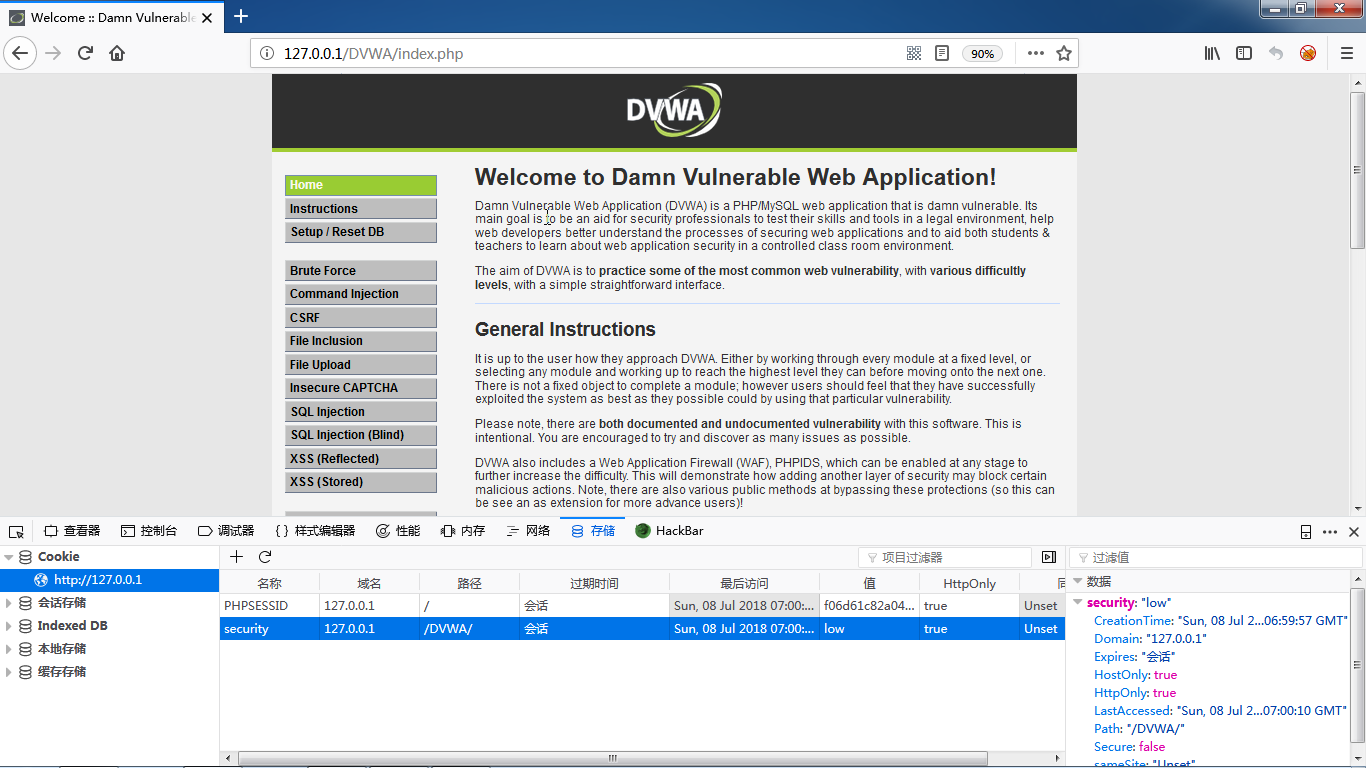 Welcome :: Damn Vulnerable
127.0.0.1/DVWA/index.php
90%
DVWA
Home
Instructions
Setup / Reset DB
Brute Force
Command Injection
CSRF
File Inclusion
File Upload
Insecure CAPTCHA
SQL Injection
SQL Injection (Blind)
XSS (Reflected)
XSS (Stored)
Welcome to Damn Vulnerable Web Application!
Damn Vulnerable Web Application (DVWA) is a PHP/MySQL web application that is damn vulnerable. Its
main goal is to be an aid for security professionals to test their skills and tools in a legal environment, help
web developers better understand the processes of securing web applications and to aid both students &
teachers to learn about web application security in a controlled class room environment.
The aim of DVWA is to practice some of the most common web vulnerability, with various difficultly
levels, with a simple straightforward interface.
General Instructions
It is up to the user how they approach DVWA. Either by working through every module at a fixed level, or
selecting any module and working up to reach the highest level they can before moving onto the next one.
There is not a fixed object to complete a module; however users should feel that they have successfully
exploited the system as best as they possible could by using that particular vulnerability.
Please note, there are both documented and undocumented vulnerability with this software. This is
intentional. You are encouraged to try and discover as many issues as possible.
DVWA also includes a Web Application Firewall (WAF), PHPIDS, which can be enabled at any stage to
further increase the difficulty. This will demonstrate how adding another layer of security may block certain
malicious actions. Note, there are also various public methods at bypassing these protections (so this can
be see an as extension for more advance users)!
查看器 控制台 调试器 {} 样式编辑器 性能 内存 网络 存储 HackBar
Cookie
http://127.0.0.1
会话存储
Indexed DB
本地存储
缓存存储
项目过滤器
名称 域名 路径 过期时间 最后访问 值 HttpOnly 同
PHPSESSID 127.0.0.1 / 会话 Sun, 08 Jul 2018 07:00:... f06d61c82a04... true Unset
security 127.0.0.1 /DVWA/ 会话 Sun, 08 Jul 2018 07:00:... low true Unset
过滤值
数据
security: "low"
CreationTime: "Sun, 08 Jul 2...06:59:57 GMT"
Domain: "127.0.0.1"
Expires: "会话"
HostOnly: true
HttpOnly: true
LastAccessed: "Sun, 08 Jul 2...07:00:10 GMT"
Path: "/DVWA/"
Secure: false
sameSite: "Unset"